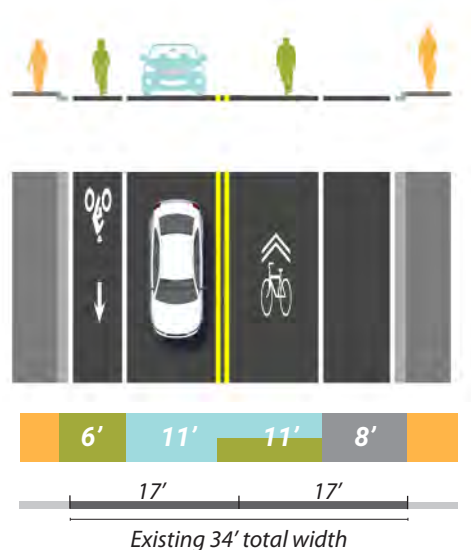 6’ 11’ 11’ 8’
17’ 17’
Existing 34’ total width